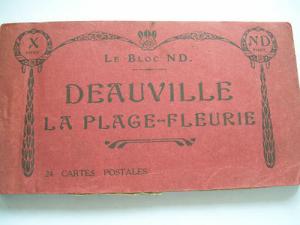 X
ND
LE BLOC ND.
DEAUVILLE
LA PLAGE-FLEURIE
24 CARTES POSTALES